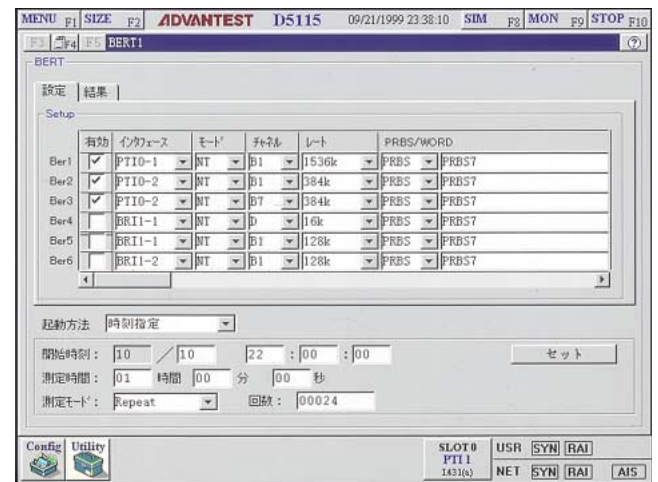 MENU F1 SIZE F2 ADVANTEST D5115 09/21/1999 23:38:10 SIM F8 MON F9 STOP F10
F3 F4 F5 BERT1
BERT
設定 結果
Setup
有効 インタフェース モード チャネル レート PRBS/WORD
Ber1 PTI0-1 NT B1 1536k PRBS PRBS7
Ber2 PTI0-2 NT B1 384k PRBS PRBS7
Ber3 PTI0-2 NT B7 384k PRBS PRBS7
Ber4 BRI1-1 NT D 16k PRBS PRBS7
Ber5 BRI1-1 NT B1 128k PRBS PRBS7
Ber6 BRI1-2 NT B1 128k PRBS PRBS7
起動方法 時刻指定
開始時刻: 10 / 10 22 : 00 : 00 セット
測定時間: 01 時間 00 分 00 秒
測定モード: Repeat 回数: 00024
Config Utility
SLOT 0 USR SYN RAI
PTI 1
1431(a) NET SYN RAI AIS